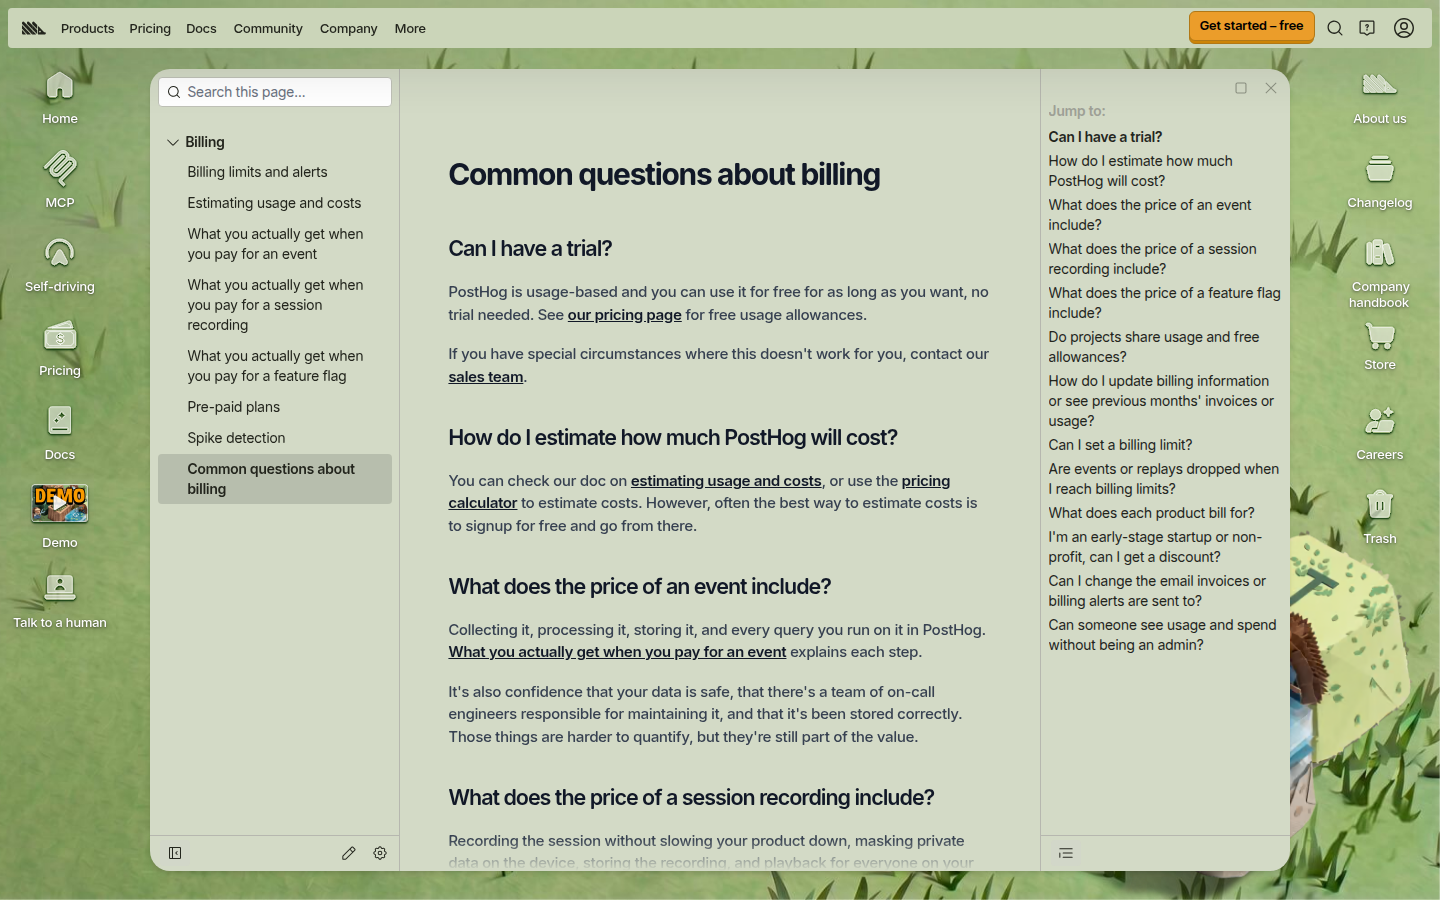 Products Pricing Docs Community Company More Get started – free
Home
MCP
Self-driving
Pricing
$
Docs
DEMO
Demo
Talk to a human
Search this page...
Billing
Billing limits and alerts
Estimating usage and costs
What you actually get when
you pay for an event
What you actually get when
you pay for a session
recording
What you actually get when
you pay for a feature flag
Pre-paid plans
Spike detection
Common questions about
billing
Common questions about billing
Can I have a trial?
PostHog is usage-based and you can use it for free for as long as you want, no
trial needed. See our pricing page for free usage allowances.
If you have special circumstances where this doesn't work for you, contact our
sales team.
How do I estimate how much PostHog will cost?
You can check our doc on estimating usage and costs, or use the pricing
calculator to estimate costs. However, often the best way to estimate costs is
to signup for free and go from there.
What does the price of an event include?
Collecting it, processing it, storing it, and every query you run on it in PostHog.
What you actually get when you pay for an event explains each step.
It's also confidence that your data is safe, that there's a team of on-call
engineers responsible for maintaining it, and that it's been stored correctly.
Those things are harder to quantify, but they're still part of the value.
What does the price of a session recording include?
Recording the session without slowing your product down, masking private
data on the device, storing the recording, and playback for everyone on your
Jump to:
Can I have a trial?
How do I estimate how much
PostHog will cost?
What does the price of an event
include?
What does the price of a session
recording include?
What does the price of a feature flag
include?
Do projects share usage and free
allowances?
How do I update billing information
or see previous months' invoices or
usage?
Can I set a billing limit?
Are events or replays dropped when
I reach billing limits?
What does each product bill for?
I'm an early-stage startup or non-
profit, can I get a discount?
Can I change the email invoices or
billing alerts are sent to?
Can someone see usage and spend
without being an admin?
About us
Changelog
Company
handbook
Store
Careers
Trash